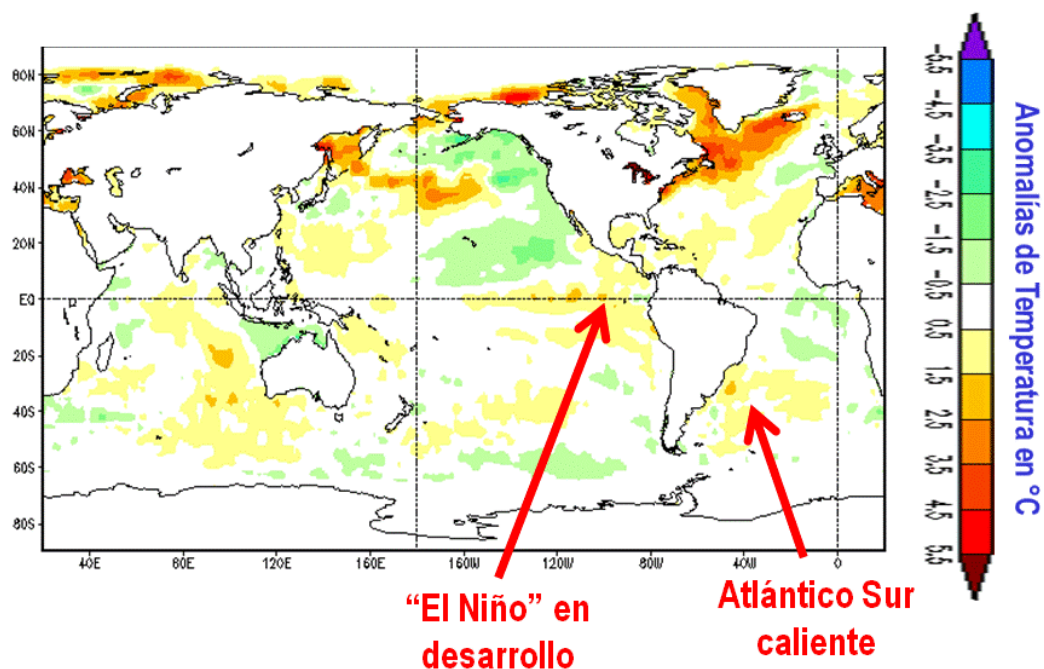 80N
60N
40N
20N
EQ
20S
40S
60S
80S
40E
80E
120E
160E
160W
120W
80W
40W
0
-5,5
-4,5
-3,5
-2,5
-1,5
-0,5
0,5
1,5
2,5
3,5
4,5
5,5
Anomalías de Temperatura en °C
“El Niño” en
desarrollo
Atlántico Sur
caliente